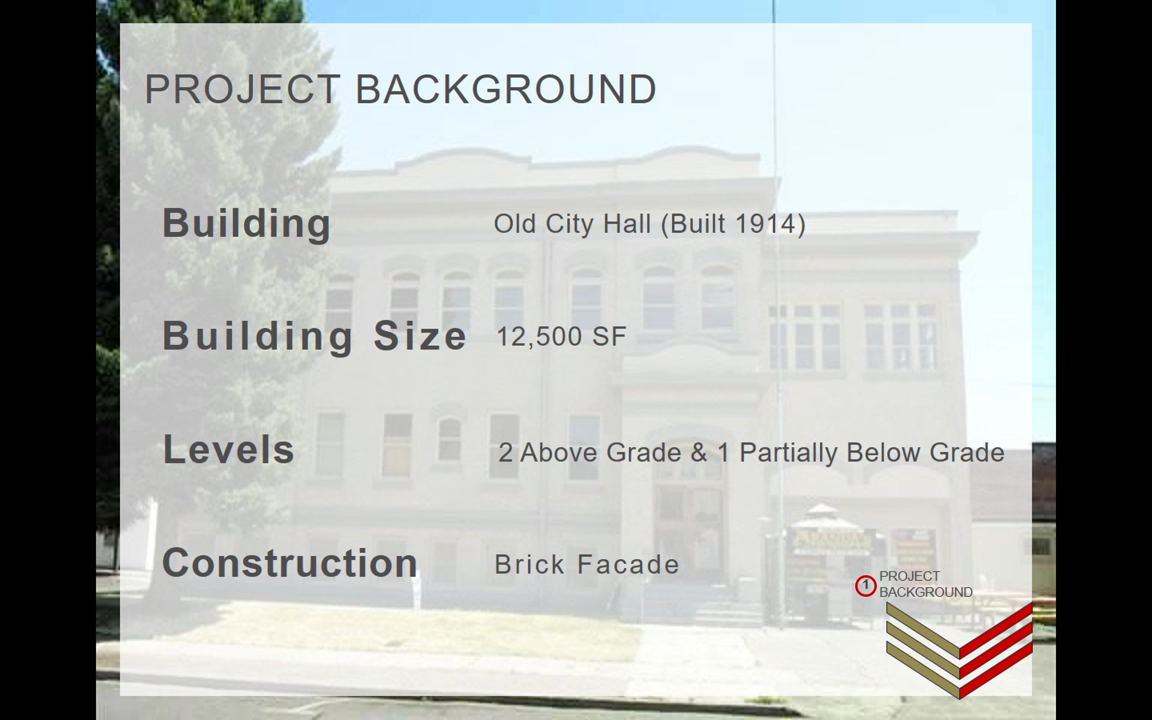 PROJECT BACKGROUND
Building Old City Hall (Built 1914)
Building Size 12,500 SF
Levels 2 Above Grade & 1 Partially Below Grade
Construction Brick Facade
1 PROJECT
BACKGROUND